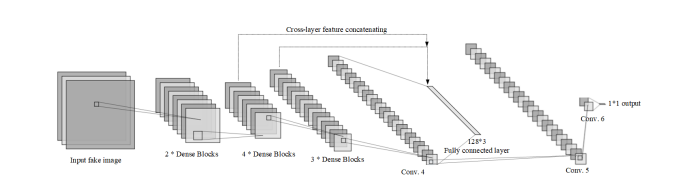 Cross-layer feature concatenating
1*1 output
Conv. 6
128*3
Fully connected layer
Input fake image
2 * Dense Blocks
4 * Dense Blocks
3 * Dense Blocks
Conv. 4
Conv. 5